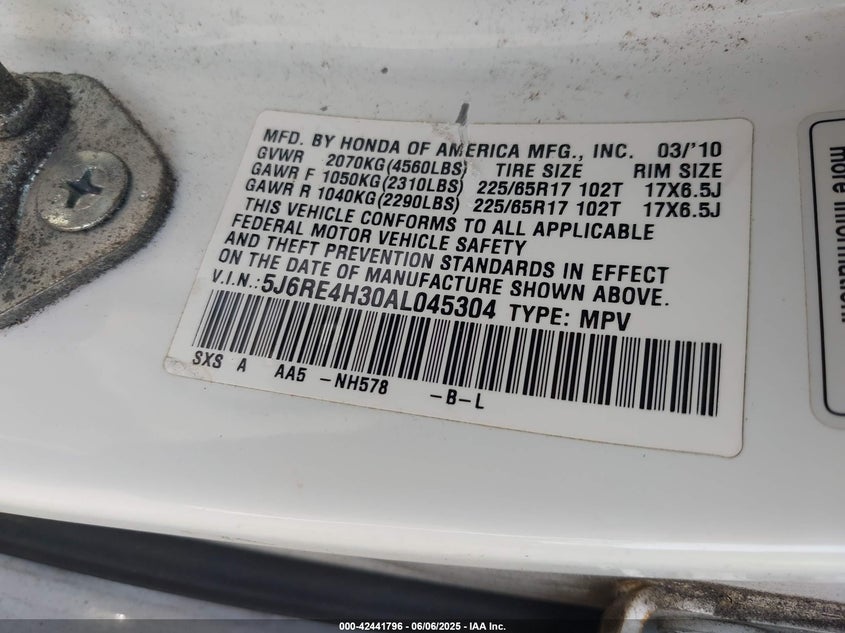 MFD. BY HONDA OF AMERICA MFG., INC. 03/'10
GVWR 2070KG(4560LBS) TIRE SIZE RIM SIZE
GAWR F 1050KG(2310LBS) 225/65R17 102T 17X6.5J
GAWR R 1040KG(2290LBS) 225/65R17 102T 17X6.5J
THIS VEHICLE CONFORMS TO ALL APPLICABLE
FEDERAL MOTOR VEHICLE SAFETY
AND THEFT PREVENTION STANDARDS IN EFFECT
ON THE DATE OF MANUFACTURE SHOWN ABOVE.
V.I.N.: 5J6RE4H30AL045304 TYPE: MPV
SXS A AA5 -NH578 -B-L
more information.
000-42441796 - 06/06/2025 - IAA Inc.